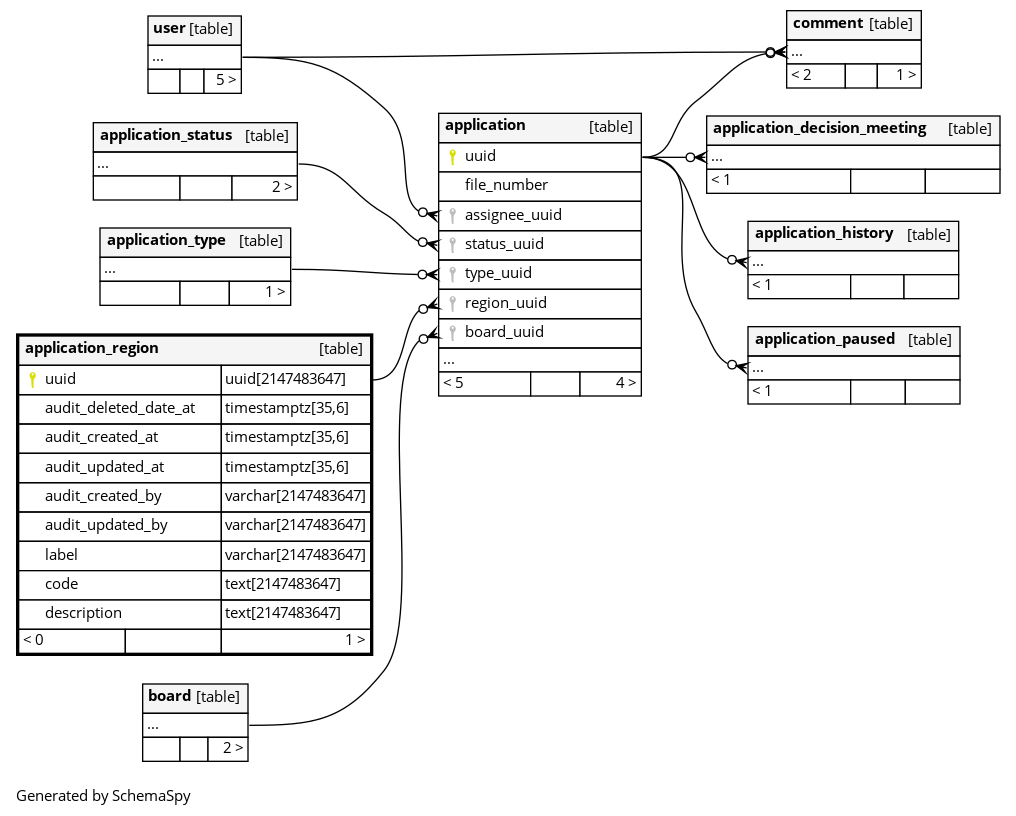 user [table]
...
5 >
application_status [table]
...
2 >
application_type [table]
...
1 >
application_region [table]
uuid uuid[2147483647]
audit_deleted_date_at timestamptz[35,6]
audit_created_at timestamptz[35,6]
audit_updated_at timestamptz[35,6]
audit_created_by varchar[2147483647]
audit_updated_by varchar[2147483647]
label varchar[2147483647]
code text[2147483647]
description text[2147483647]
< 0 1 >
board [table]
...
2 >
application [table]
uuid
file_number
assignee_uuid
status_uuid
type_uuid
region_uuid
board_uuid
...
< 5 4 >
comment [table]
...
< 2 1 >
application_decision_meeting [table]
...
< 1
application_history [table]
...
< 1
application_paused [table]
...
< 1
Generated by SchemaSpy